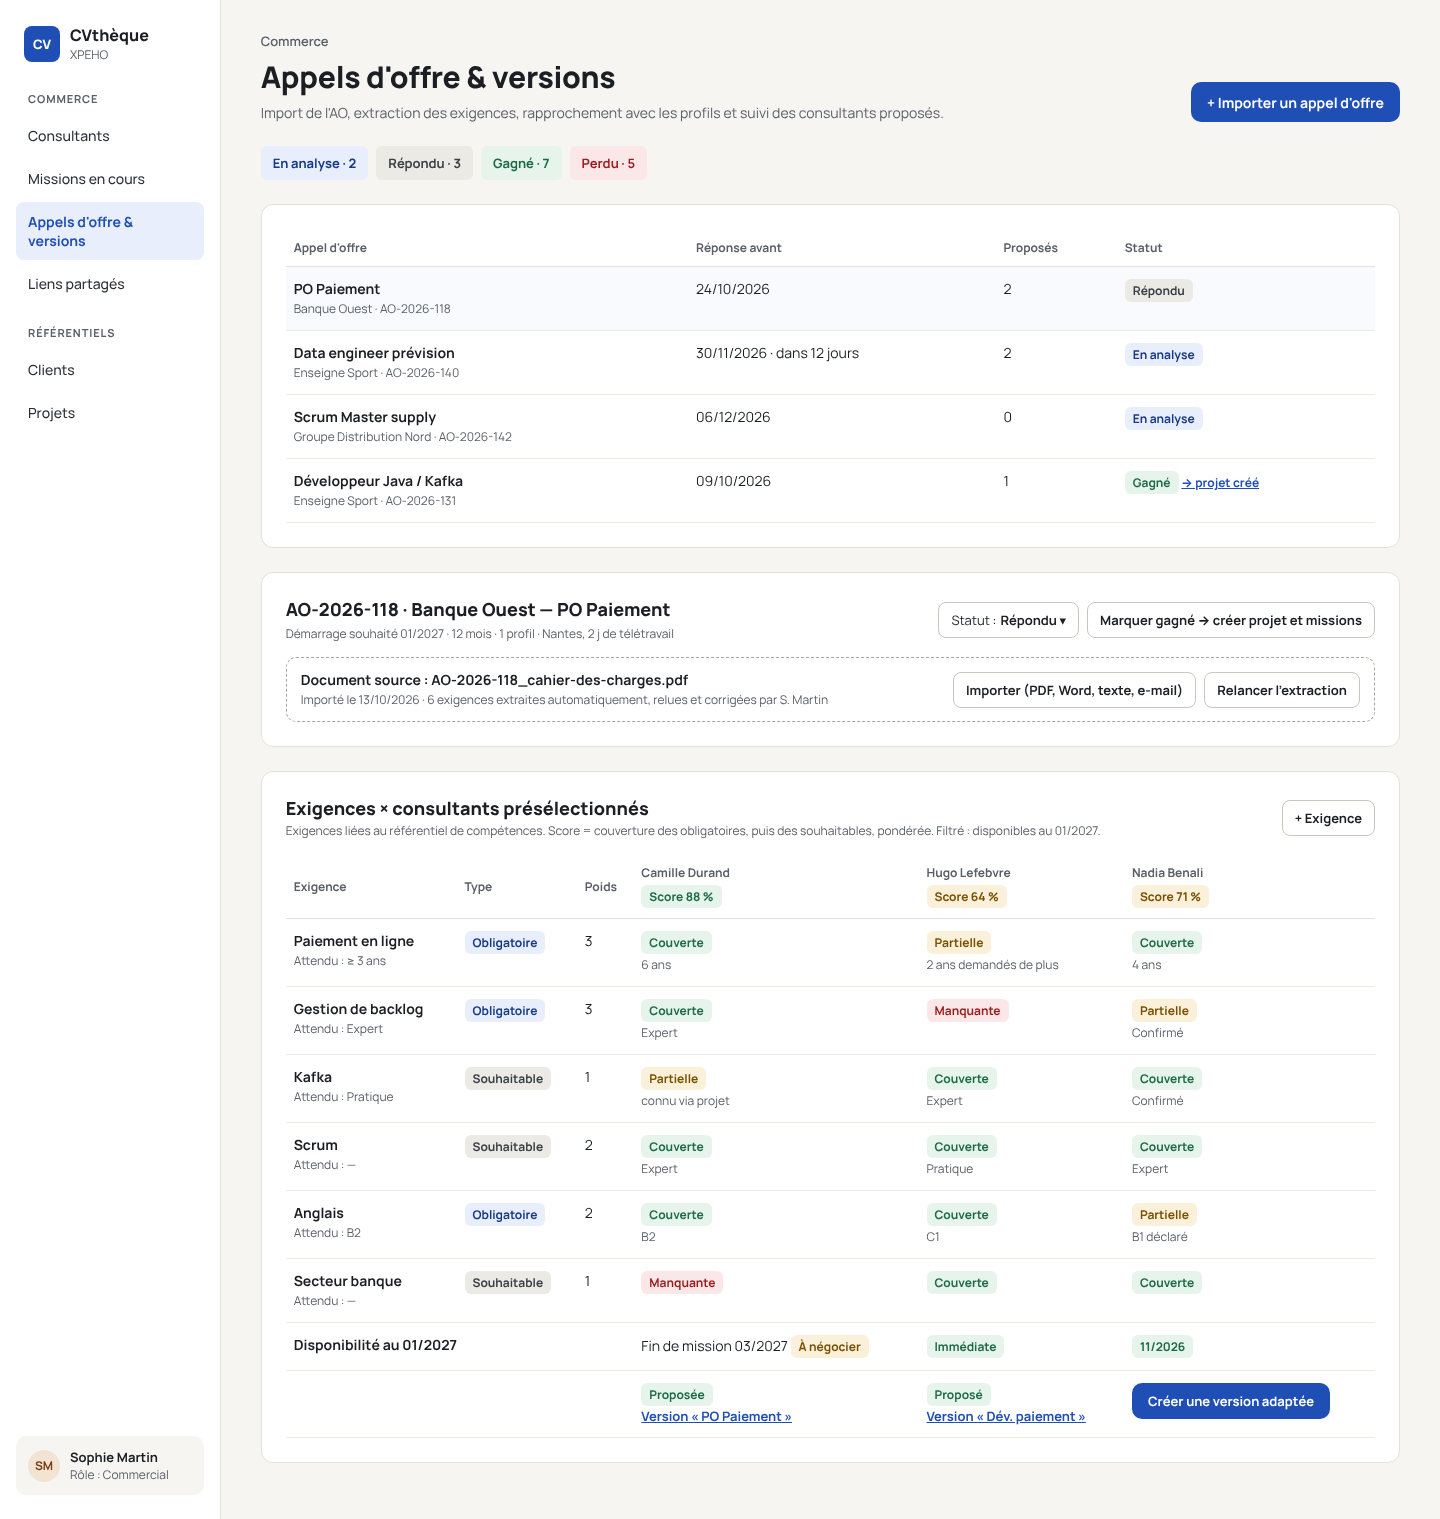 CV
CVthèque
XPEHO
COMMERCE
Consultants
Missions en cours
Appels d'offre &
versions
Liens partagés
RÉFÉRENTIELS
Clients
Projets
SM
Sophie Martin
Rôle : Commercial
Commerce
Appels d'offre & versions
Import de l'AO, extraction des exigences, rapprochement avec les profils et suivi des consultants proposés.
+ Importer un appel d'offre
En analyse · 2
Répondu · 3
Gagné · 7
Perdu · 5
Appel d'offre Réponse avant Proposés Statut
PO Paiement 24/10/2026 2 Répondu
Banque Ouest · AO-2026-118
Data engineer prévision 30/11/2026 · dans 12 jours 2 En analyse
Enseigne Sport · AO-2026-140
Scrum Master supply 06/12/2026 0 En analyse
Groupe Distribution Nord · AO-2026-142
Développeur Java / Kafka 09/10/2026 1 Gagné → projet créé
Enseigne Sport · AO-2026-131
AO-2026-118 · Banque Ouest — PO Paiement
Démarrage souhaité 01/2027 · 12 mois · 1 profil · Nantes, 2 j de télétravail
Statut : Répondu ▾
Marquer gagné → créer projet et missions
Document source : AO-2026-118_cahier-des-charges.pdf
Importé le 13/10/2026 · 6 exigences extraites automatiquement, relues et corrigées par S. Martin
Importer (PDF, Word, texte, e-mail)
Relancer l'extraction
Exigences × consultants présélectionnés
Exigences liées au référentiel de compétences. Score = couverture des obligatoires, puis des souhaitables, pondérée. Filtré : disponibles au 01/2027.
+ Exigence
Exigence Type Poids Camille Durand Hugo Lefebvre Nadia Benali
Score 88 % Score 64 % Score 71 %
Paiement en ligne Obligatoire 3 Couverte Partielle Couverte
Attendu : ≥ 3 ans 6 ans 2 ans demandés de plus 4 ans
Gestion de backlog Obligatoire 3 Couverte Manquante Partielle
Attendu : Expert Expert Confirmé
Kafka Souhaitable 1 Partielle Couverte Couverte
Attendu : Pratique connu via projet Expert Confirmé
Scrum Souhaitable 2 Couverte Couverte Couverte
Attendu : — Expert Pratique Expert
Anglais Obligatoire 2 Couverte Couverte Partielle
Attendu : B2 B2 C1 B1 déclaré
Secteur banque Souhaitable 1 Manquante Couverte Couverte
Attendu : —
Disponibilité au 01/2027 Fin de mission 03/2027 À négocier Immédiate 11/2026
Proposée Proposé Créer une version adaptée
Version « PO Paiement » Version « Dév. paiement »